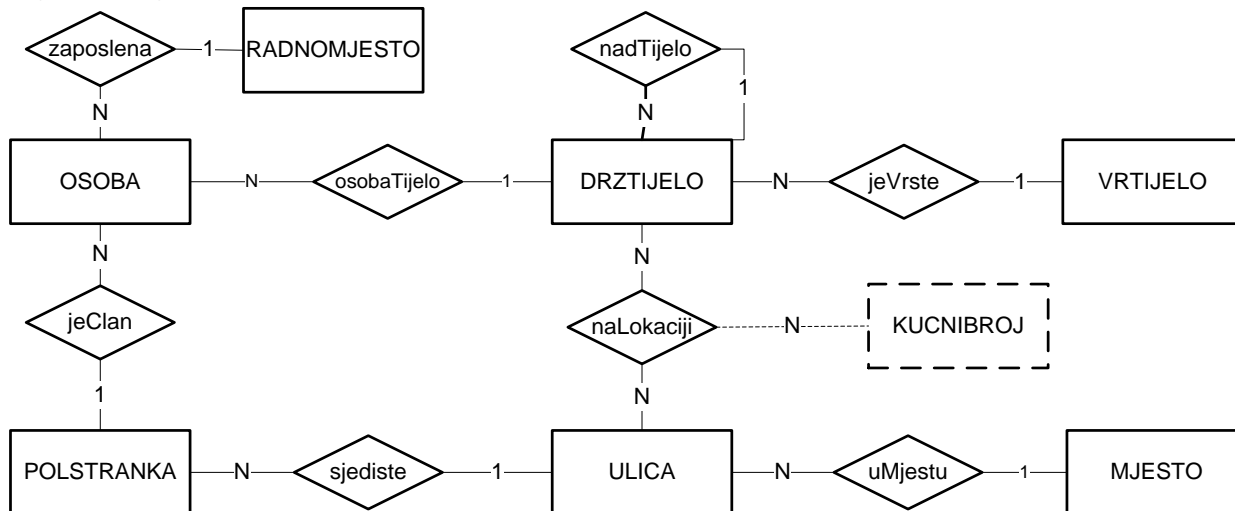 zaposlena
1
RADNOMJESTO
nadTijelo
1
N
N
OSOBA
N
osobaTijelo
1
DRZTIJELO
N
jeVrste
1
VRTIJELO
N
N
jeClan
naLokaciji
N
KUCNIBROJ
1
N
POLSTRANKA
N
sjediste
1
ULICA
N
uMjestu
1
MJESTO